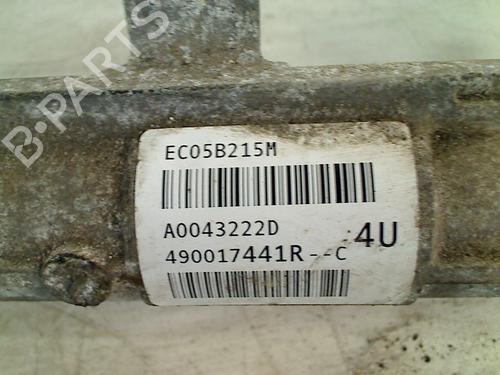 B-PARTS
EC05B215M
A0043222D
4U
490017441R--C